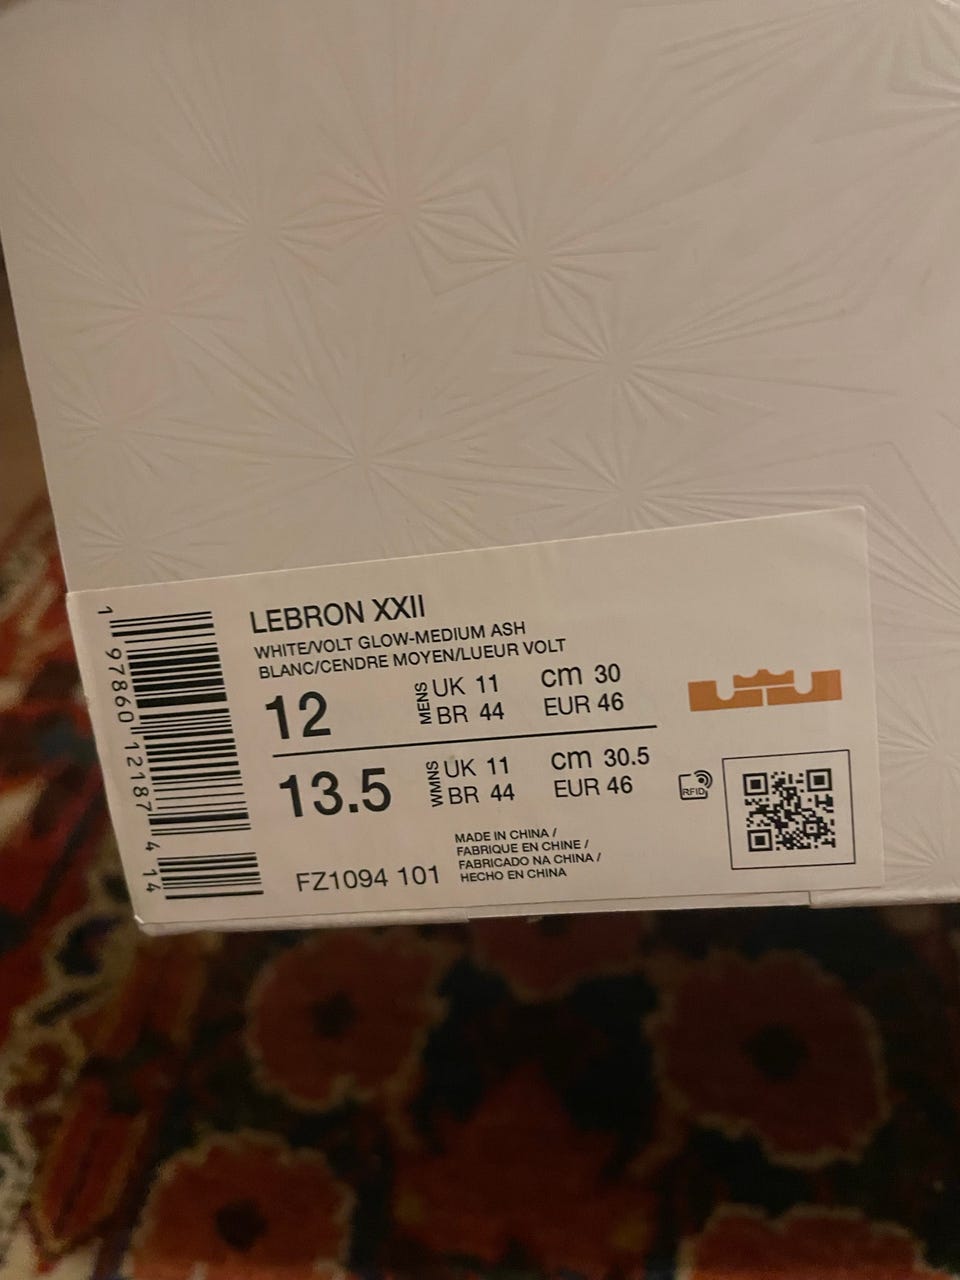 LEBRON XXII
WHITE/VOLT GLOW-MEDIUM ASH
BLANC/CENDRE MOYEN/LUEUR VOLT
12 MENS UK 11 cm 30
BR 44 EUR 46
13.5 WMNS UK 11 cm 30.5
BR 44 EUR 46
RFID
MADE IN CHINA /
FABRIQUE EN CHINE /
FABRICADO NA CHINA /
HECHO EN CHINA
FZ1094 101
1 97860 12187 4 14